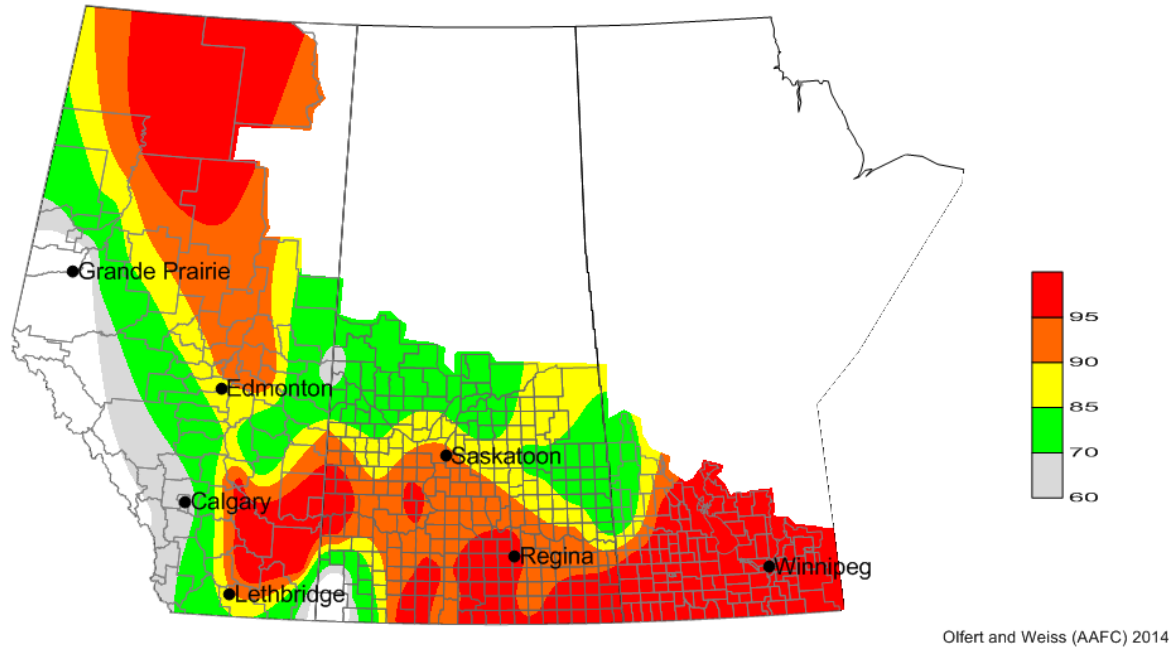 Grande Prairie
Edmonton
Saskatoon
Calgary
Regina
Winnipeg
Lethbridge
95
90
85
70
60
Olfert and Weiss (AAFC) 2014